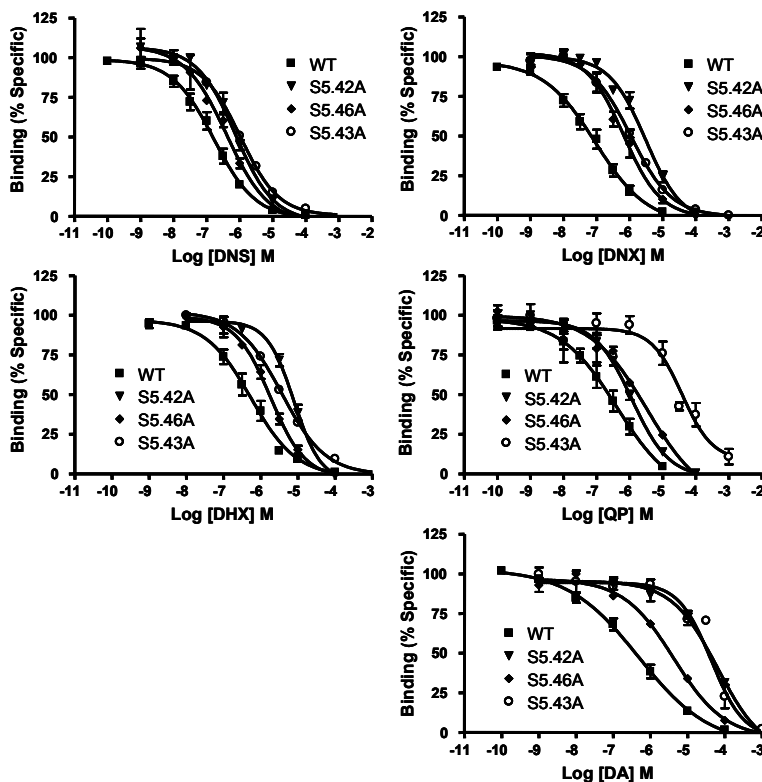 Binding (% Specific)
125
100
75
50
25
0
-11 -10 -9 -8 -7 -6 -5 -4 -3 -2
Log [DNS] M
WT
S5.42A
S5.46A
S5.43A
Binding (% Specific)
125
100
75
50
25
0
-11 -10 -9 -8 -7 -6 -5 -4 -3 -2
Log [DNX] M
WT
S5.42A
S5.46A
S5.43A
Binding (% Specific)
125
100
75
50
25
0
-11 -10 -9 -8 -7 -6 -5 -4 -3
Log [DHX] M
WT
S5.42A
S5.46A
S5.43A
Binding (% Specific)
125
100
75
50
25
0
-11 -10 -9 -8 -7 -6 -5 -4 -3 -2
Log [QP] M
WT
S5.42A
S5.46A
S5.43A
Binding (% Specific)
125
100
75
50
25
0
-11 -10 -9 -8 -7 -6 -5 -4 -3
Log [DA] M
WT
S5.42A
S5.46A
S5.43A